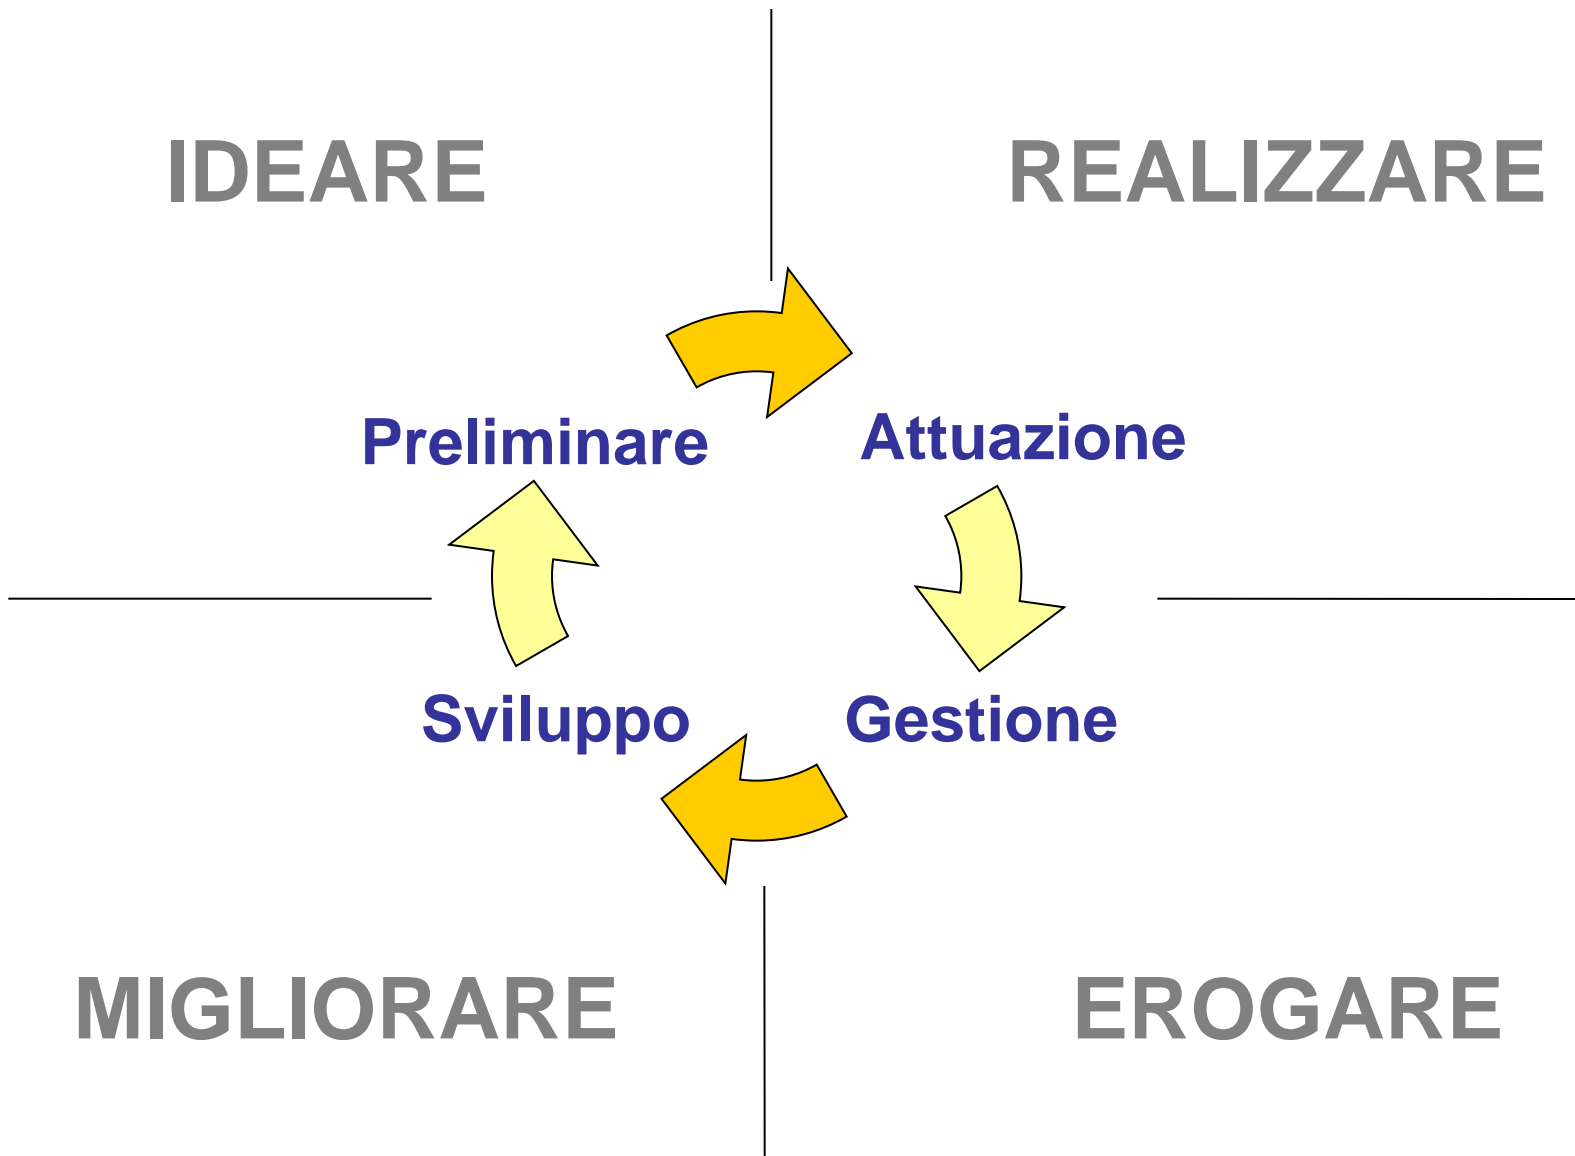 IDEARE
REALIZZARE
Preliminare
Attuazione
Sviluppo
Gestione
MIGLIORARE
EROGARE